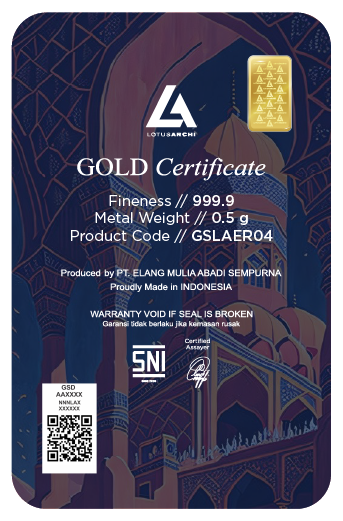 LOTUSARCHI
GOLD Certificate
Fineness // 999.9
Metal Weight // 0.5 g
Product Code // GSLAER04
Produced by PT. ELANG MULIA ABADI SEMPURNA
Proudly Made in INDONESIA
WARRANTY VOID IF SEAL IS BROKEN
Garansi tidak berlaku jika kemasan rusak
Certified
Assayer
SNI
GSD
AAXXXX
NNNLAX
XXXXXX